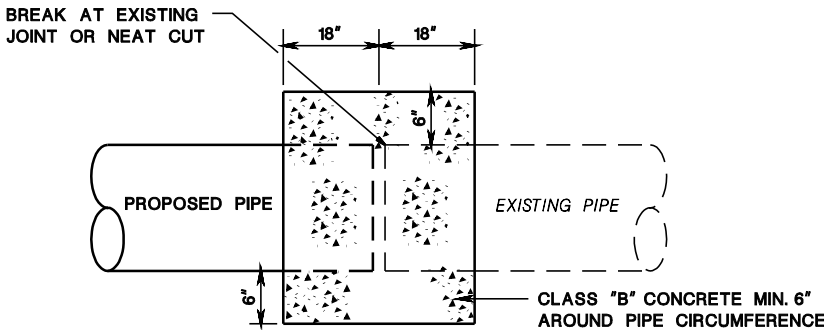 BREAK AT EXISTING
JOINT OR NEAT CUT
18"
18"
6"
PROPOSED PIPE
EXISTING PIPE
6"
CLASS "B" CONCRETE MIN. 6"
AROUND PIPE CIRCUMFERENCE